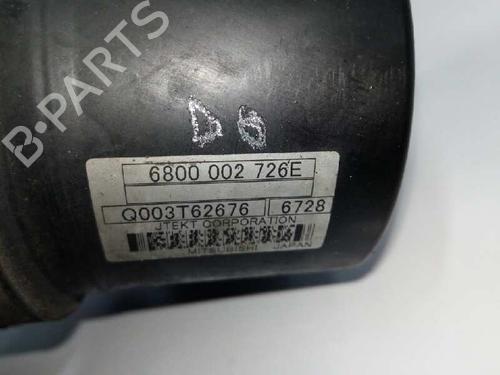 B-PARTS
D6
6800 002 726E
Q003T62676 6728
JTEKT CORPORATION
MITSUBISHI JAPAN